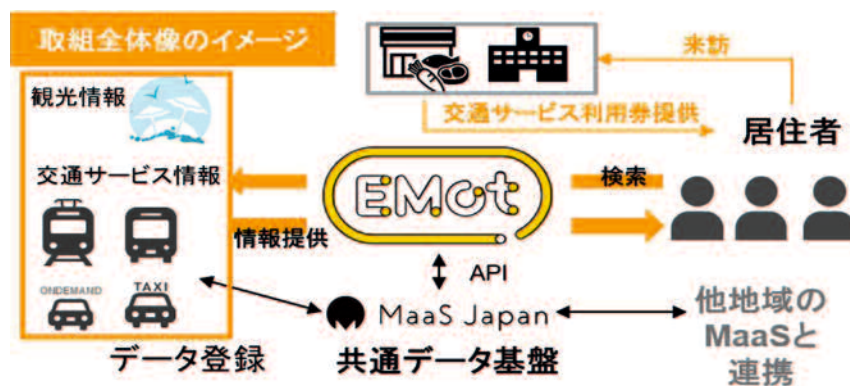 取組全体像のイメージ
観光情報
交通サービス情報
ONDEMAND
TAXI
データ登録
来訪
交通サービス利用券提供
居住者
EMot
検索
情報提供
API
MaaS Japan
共通データ基盤
他地域の
MaaSと
連携